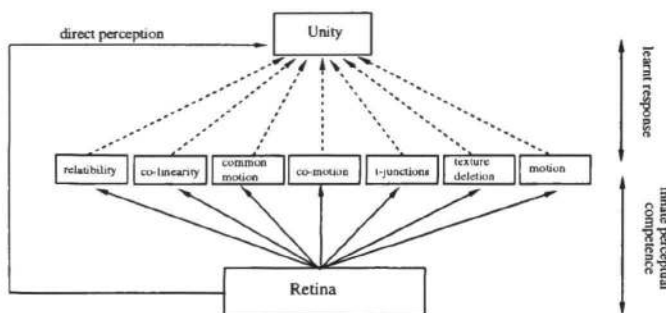 direct perception
Unity
learnt response
relatibility
co-linearity
common
motion
co-motion
t-junctions
texture
deletion
motion
innate perceptual
competence
Retina